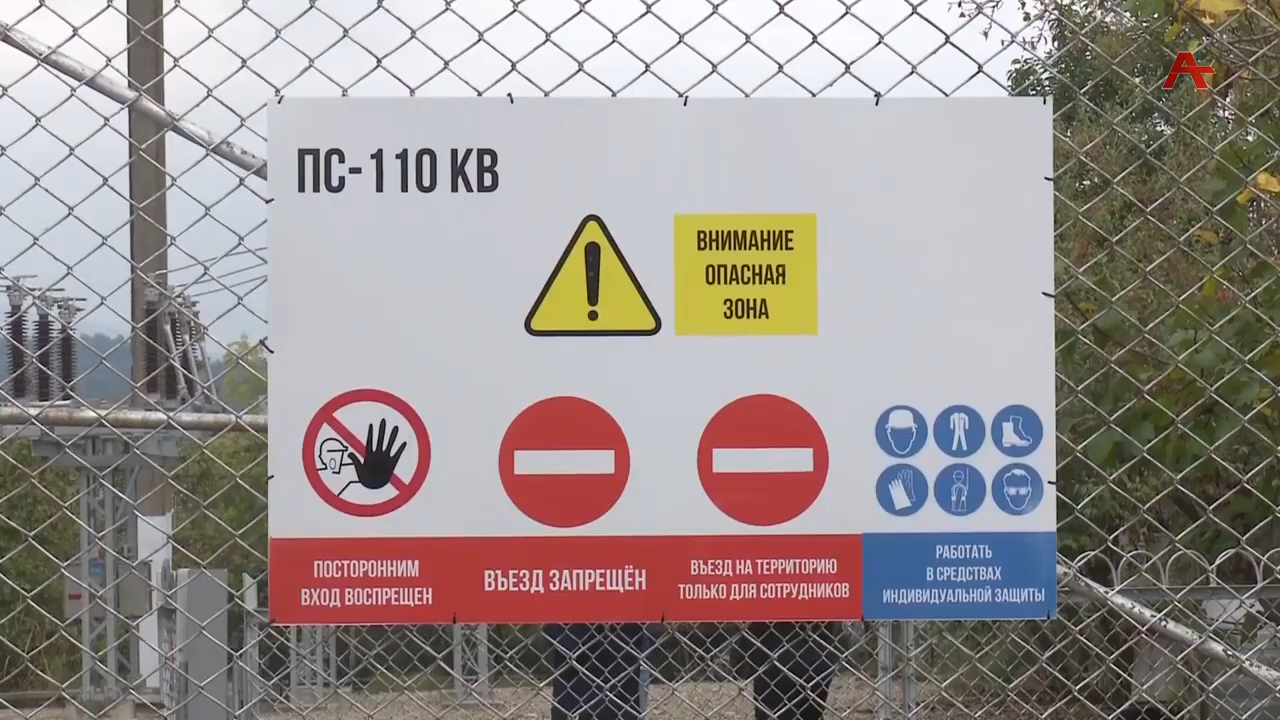 ПС-110 КВ
ВНИМАНИЕ
ОПАСНАЯ
ЗОНА
ПОСТОРОННИМ
ВХОД ВОСПРЕЩЕН
ВЪЕЗД ЗАПРЕЩЁН
ВЪЕЗД НА ТЕРРИТОРИЮ
ТОЛЬКО ДЛЯ СОТРУДНИКОВ
РАБОТАТЬ
В СРЕДСТВАХ
ИНДИВИДУАЛЬНОЙ ЗАЩИТЫ